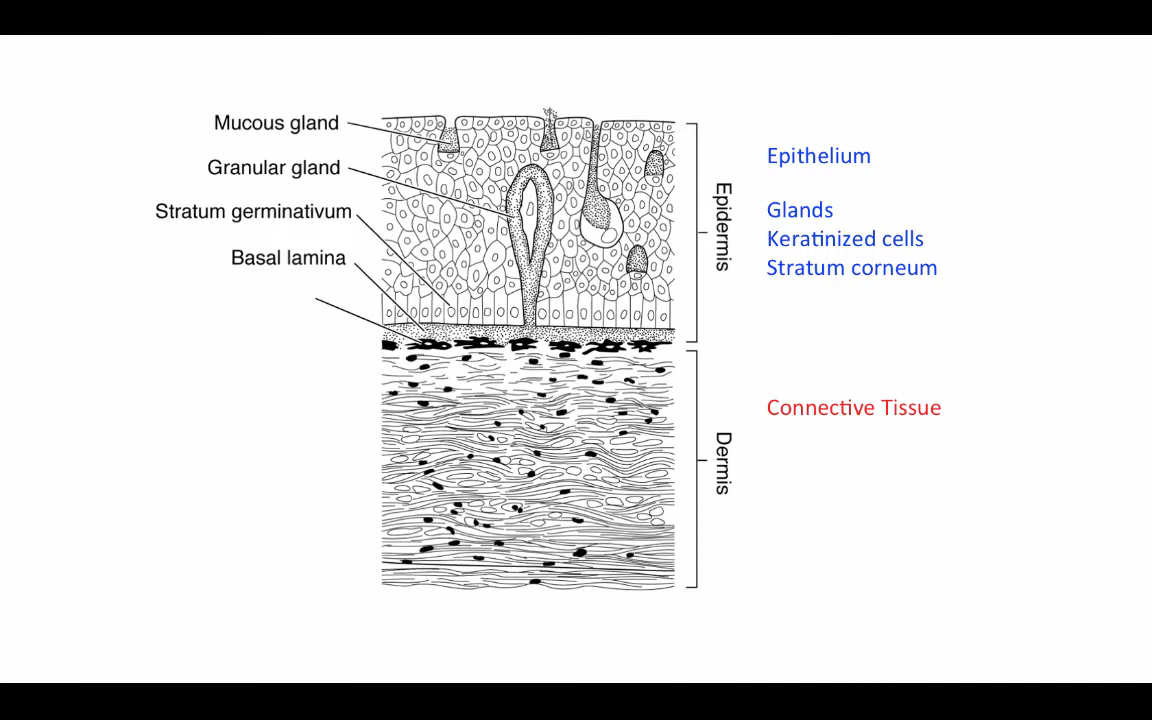 Mucous gland
Granular gland
Stratum germinativum
Basal lamina
Epidermis
Dermis
Epithelium
Glands
Keratinized cells
Stratum corneum
Connective Tissue